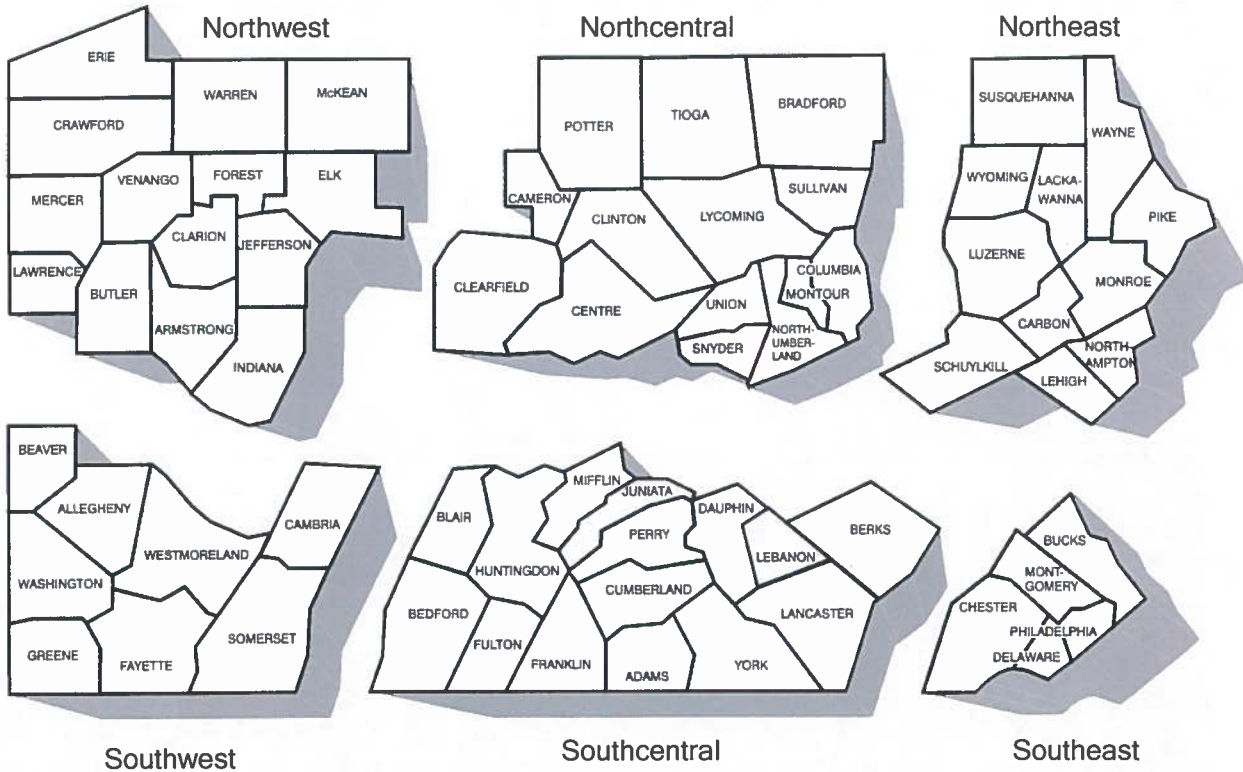 Northwest
ERIE
WARREN
McKEAN
CRAWFORD
VENANGO
FOREST
ELK
MERCER
CLARION
JEFFERSON
LAWRENCE
BUTLER
ARMSTRONG
INDIANA
Northcentral
POTTER
TIOGA
BRADFORD
CAMERON
CLINTON
LYCOMING
SULLIVAN
CLEARFIELD
CENTRE
UNION
COLUMBIA
MONTOUR
SNYDER
NORTH-
UMBER-
LAND
Northeast
SUSQUEHANNA
WAYNE
WYOMING
LACKA-
WANNA
PIKE
LUZERNE
MONROE
CARBON
SCHUYLKILL
LEHIGH
NORTH
AMPTON
BEAVER
ALLEGHENY
CAMBRIA
WESTMORELAND
WASHINGTON
SOMERSET
GREENE
FAYETTE
Southwest
MIFFLIN
JUNIATA
BLAIR
DAUPHIN
PERRY
BERKS
LEBANON
HUNTINGDON
CUMBERLAND
BEDFORD
LANCASTER
FULTON
FRANKLIN
ADAMS
YORK
Southcentral
BUCKS
MONT-
GOMERY
CHESTER
PHILADELPHIA
DELAWARE
Southeast